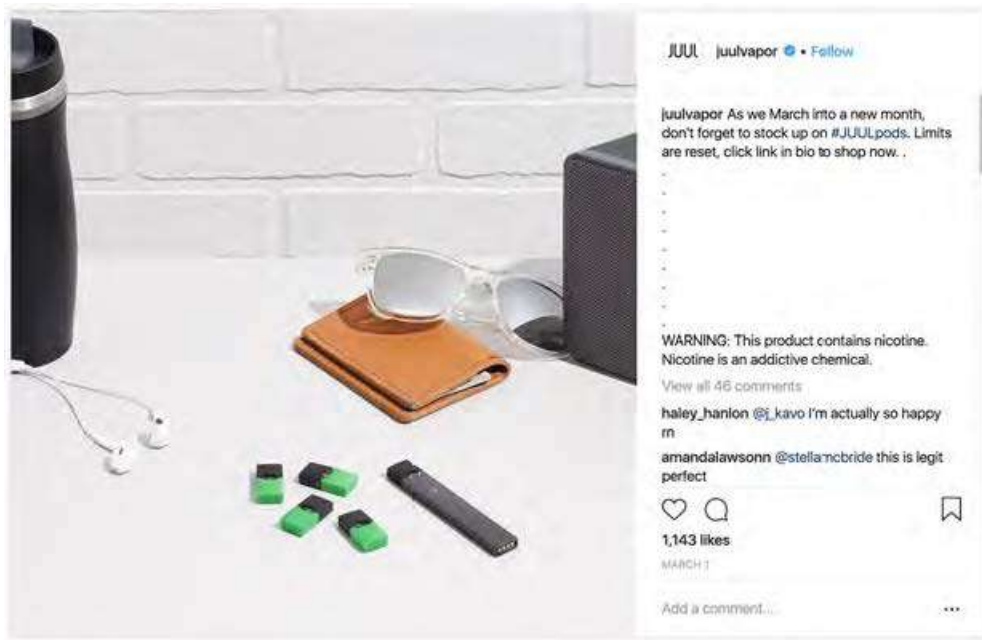 JUUL juulvapor • Follow
juulvapor As we March into a new month,
don't forget to stock up on #JUULpods. Limits
are reset, click link in bio to shop now. .
.
.
.
.
.
.
.
.
.
WARNING: This product contains nicotine.
Nicotine is an addictive chemical.
View all 46 comments
haley_hanlon @j_kavo I'm actually so happy
rn
amandalawsonn @stellamcbride this is legit
perfect
1,143 likes
MARCH 1
Add a comment...